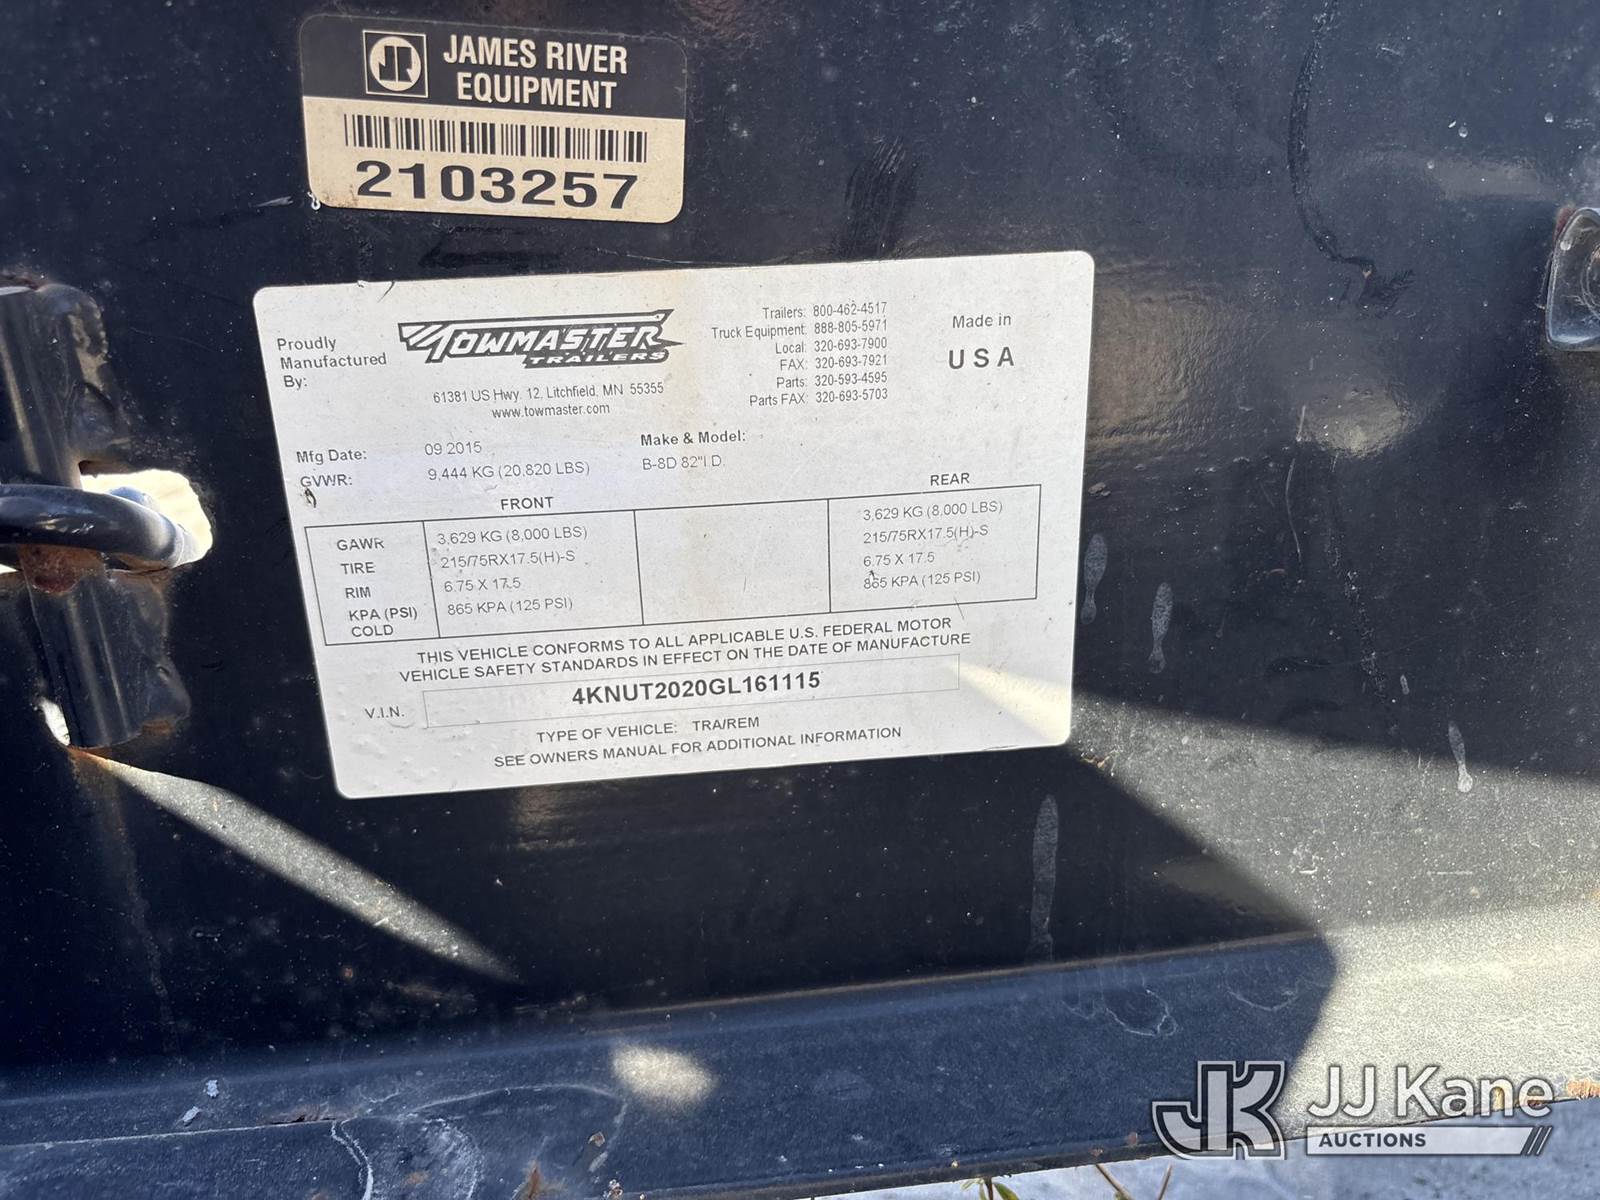 JAMES RIVER
EQUIPMENT
2103257
Proudly
Manufactured
By:
TOWMASTER
TRAILERS
61381 US Hwy. 12, Litchfield, MN 55355
www.towmaster.com
Trailers: 800-462-4517
Truck Equipment: 888-805-5971
Local: 320-693-7900
FAX: 320-693-7921
Parts: 320-593-4595
Parts FAX: 320-693-5703
Made in
USA
Mfg Date: 09 2015
Make & Model:
GVWR: 9,444 KG (20,820 LBS)
B-8D 82"I.D.
FRONT REAR
GAWR 3,629 KG (8,000 LBS) 3,629 KG (8,000 LBS)
TIRE 215/75RX17.5(H)-S 215/75RX17.5(H)-S
RIM 6.75 X 17.5 6.75 X 17.5
KPA (PSI) 865 KPA (125 PSI) 865 KPA (125 PSI)
COLD
THIS VEHICLE CONFORMS TO ALL APPLICABLE U.S. FEDERAL MOTOR
VEHICLE SAFETY STANDARDS IN EFFECT ON THE DATE OF MANUFACTURE
V.I.N. 4KNUT2020GL161115
TYPE OF VEHICLE: TRA/REM
SEE OWNERS MANUAL FOR ADDITIONAL INFORMATION
JK JJ Kane
AUCTIONS